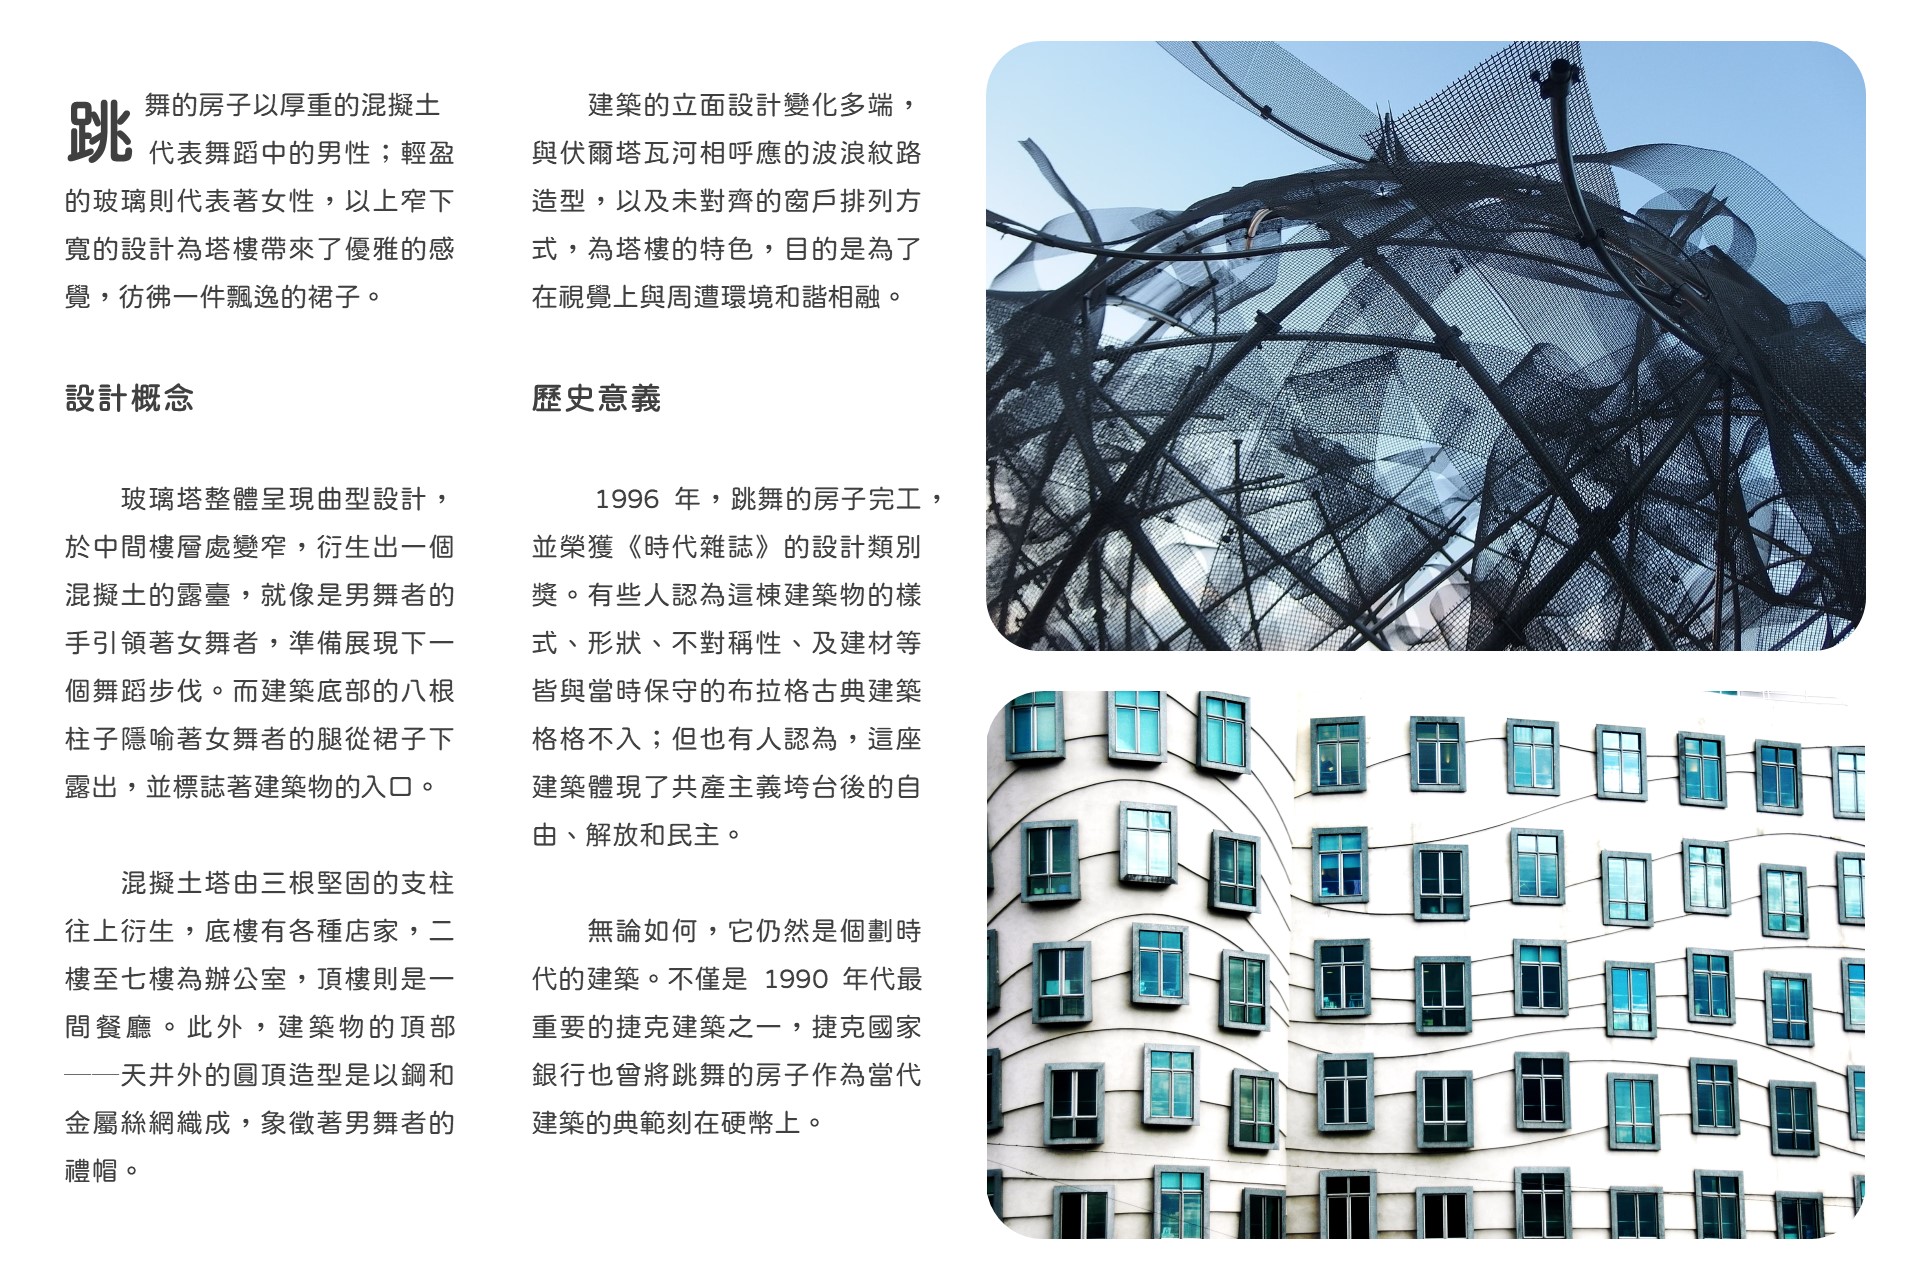 跳舞的房子以厚重的混擬土
代表舞蹈中的男性；輕盈
的玻璃則代表著女性，以上窄下
寬的設計為塔樓帶來了優雅的感
覺，彷彿一件飄逸的裙子。
設計概念
玻璃塔整體呈現曲型設計，
於中間樓層處變窄，衍生出一個
混擬土的露臺，就像是男舞者的
手引領著女舞者，準備展現下一
個舞蹈步伐。而建築底部的八根
柱子隱喻著女舞者的腿從裙子下
露出，並標誌著建築物的入口。
混擬土塔由三根堅固的支柱
往上衍生，底樓有各種店家，二
樓至七樓為辦公室，頂樓則是一
間餐廳。此外，建築物的頂部
——天井外的圓頂造型是以鋼和
金屬絲網織成，象徵著男舞者的
禮帽。
建築的立面設計變化多端，
與伏爾塔瓦河相呼應的波浪紋路
造型，以及未對齊的窗戶排列方
式，為塔樓的特色，目的是為了
在視覺上與周遭環境和諧相融。
歷史意義
1996 年，跳舞的房子完工，
並榮獲《時代雜誌》的設計類別
獎。有些人認為這棟建築物的樣
式、形狀、不對稱性、及建材等
皆與當時保守的布拉格古典建築
格格不入；但也有人認為，這座
建築體現了共產主義垮台後的自
由、解放和民主。
無論如何，它仍然是個劃時
代的建築。不僅是 1990 年代最
重要的捷克建築之一，捷克國家
銀行也曾將跳舞的房子作為當代
建築的典範刻在硬幣上。